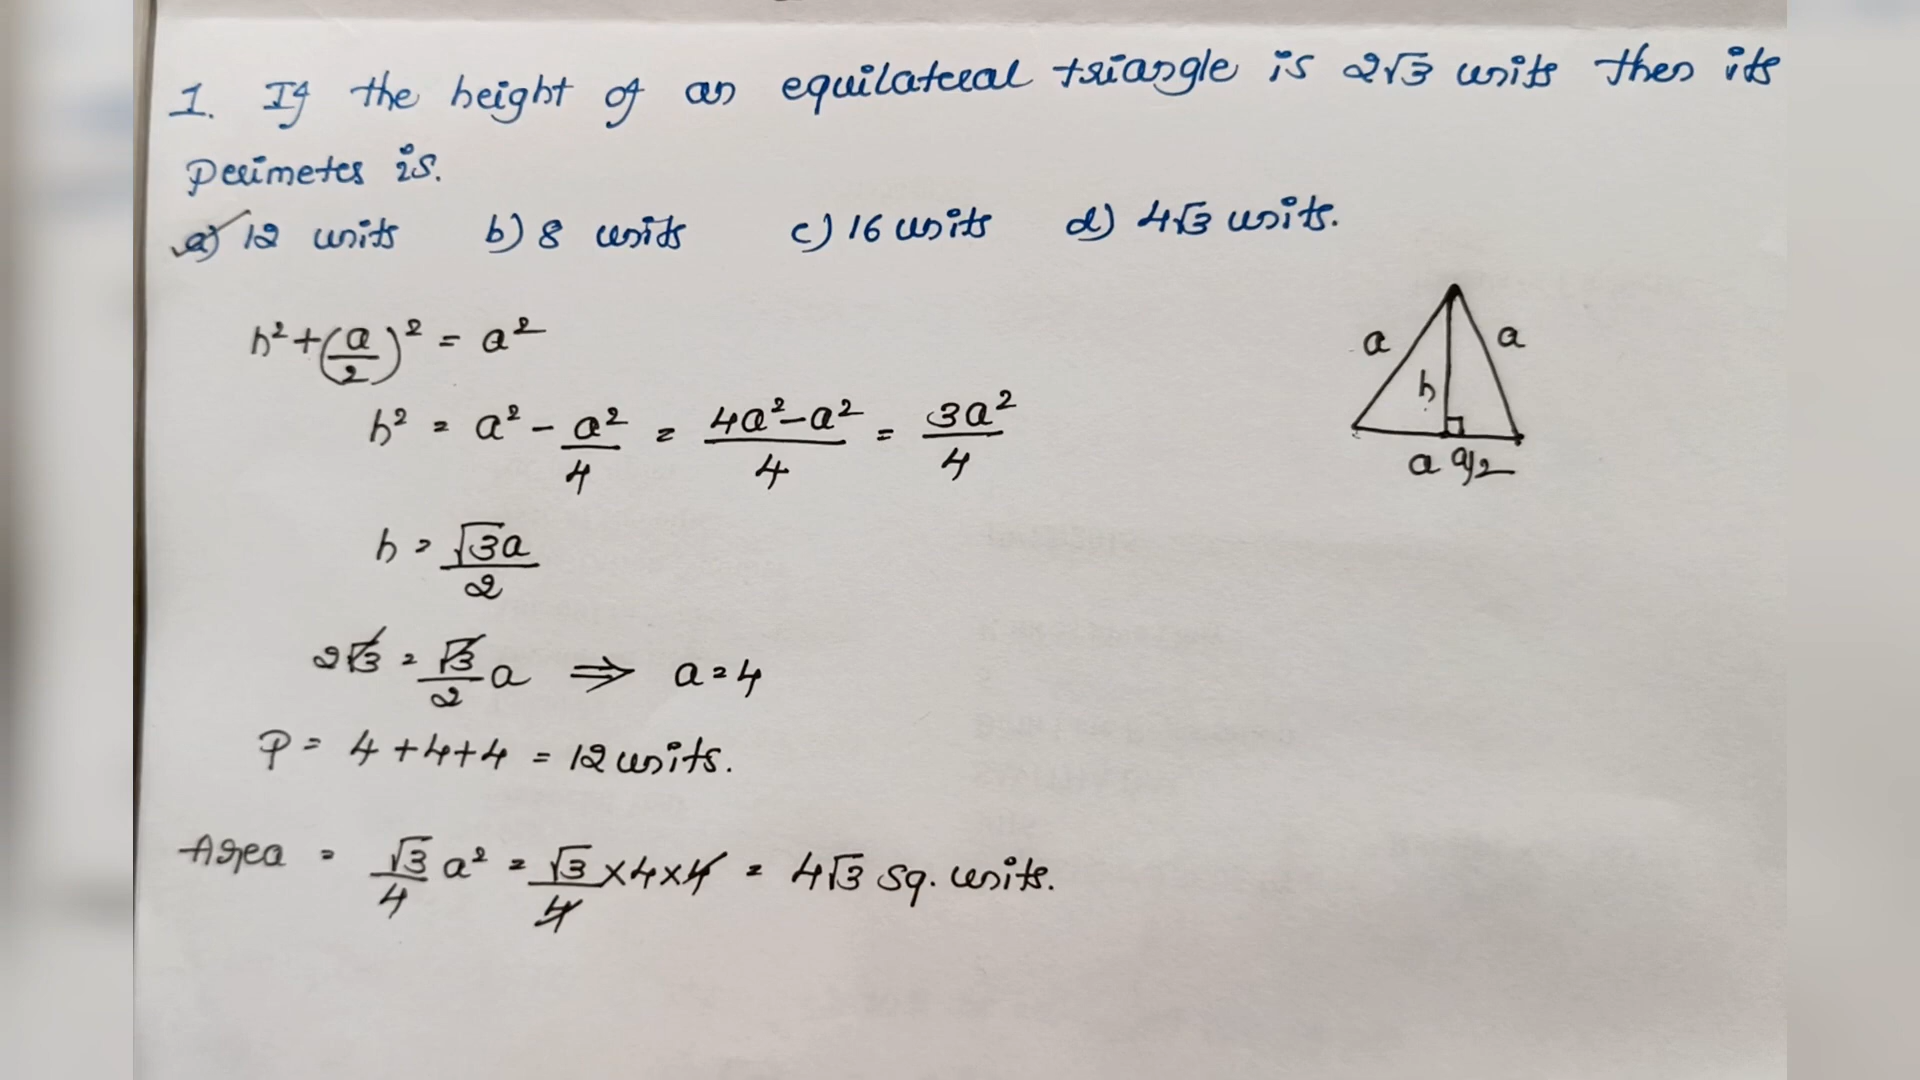 1. If the height of an equilateral triangle is 2√3 units then its
Perimeter is.
a) 12 units b) 8 units c) 16 units d) 4√3 units.
h² + (a/2)² = a²
h² = a² - a²/4 = (4a² - a²)/4 = 3a²/4
h = √3a/2
2√3 = √3/2 a ⇒ a = 4
P = 4 + 4 + 4 = 12 units.
Area = √3/4 a² = √3/4 × 4 × 4 = 4√3 sq. units.
a a
h
a a/2